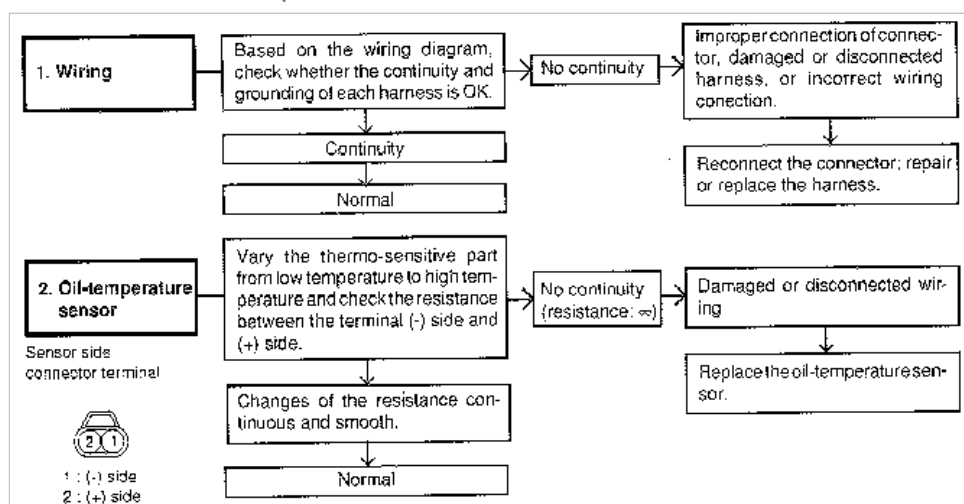 1. Wiring
Based on the wiring diagram,
check whether the continuity and
grounding of each harness is OK.
No continuity
Improper connection of connec-
tor, damaged or disconnected
harness, or incorrect wiring
conection.
Continuity
Normal
Reconnect the connector; repair
or replace the harness.
2. Oil-temperature
sensor
Vary the thermo-sensitive part
from low temperature to high tem-
perature and check the resistance
between the terminal (-) side and
(+) side.
No continuity
(resistance: ∞)
Damaged or disconnected wir-
ing
Replace the oil-temperature sen-
sor.
Changes of the resistance con-
tinuous and smooth.
Normal
Sensor side
connector terminal
2 1
1 : (-) side
2 : (+) side